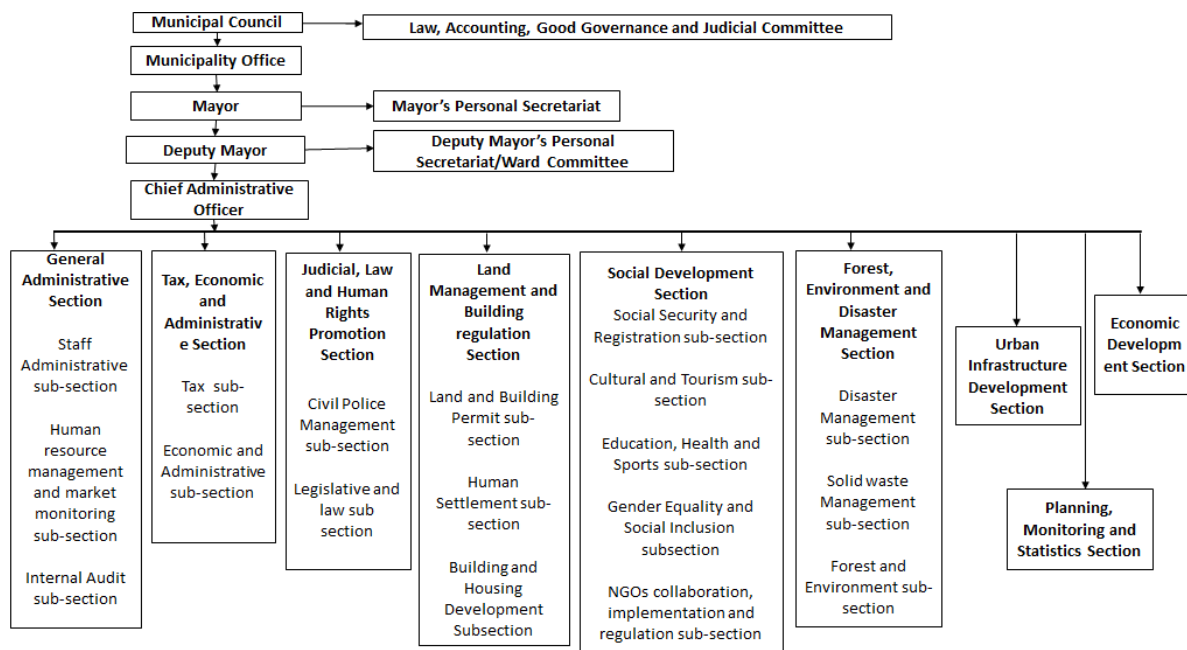 Municipal Council
Law, Accounting, Good Governance and Judicial Committee
Municipality Office
Mayor
Mayor's Personal Secretariat
Deputy Mayor
Deputy Mayor's Personal
Secretariat/Ward Committee
Chief Administrative
Officer
General
Administrative
Section
Staff
Administrative
sub-section
Human
resource
management
and market
monitoring
sub-section
Internal Audit
sub-section
Tax, Economic
and
Administrativ
e Section
Tax sub-
section
Economic and
Administrative
sub-section
Judicial, Law
and Human
Rights
Promotion
Section
Civil Police
Management
sub-section
Legislative and
law sub
section
Land
Management and
Building
regulation
Section
Land and Building
Permit sub-
section
Human
Settlement sub-
section
Building and
Housing
Development
Subsection
Social Development
Section
Social Security and
Registration sub-section
Cultural and Tourism sub-
section
Education, Health and
Sports sub-section
Gender Equality and
Social Inclusion
subsection
NGOs collaboration,
implementation and
regulation sub-section
Forest,
Environment and
Disaster
Management
Section
Disaster
Management
sub-section
Solid waste
Management
sub-section
Forest and
Environment sub-
section
Urban
Infrastructure
Development
Section
Planning,
Monitoring and
Statistics Section
Economic
Developm
ent Section